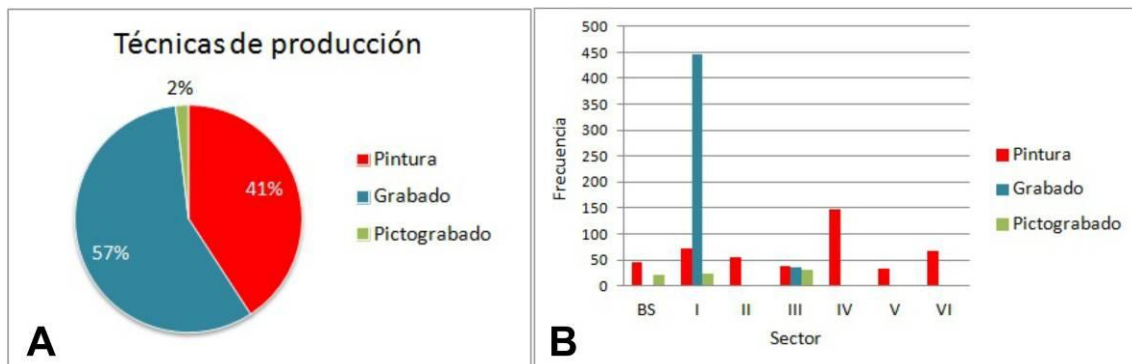 Técnicas de producción
2%
41%
57%
Pintura
Grabado
Pictograbado
A
500
450
400
350
300
250
200
150
100
50
0
Frecuencia
BS I II III IV V VI
Sector
Pintura
Grabado
Pictograbado
B